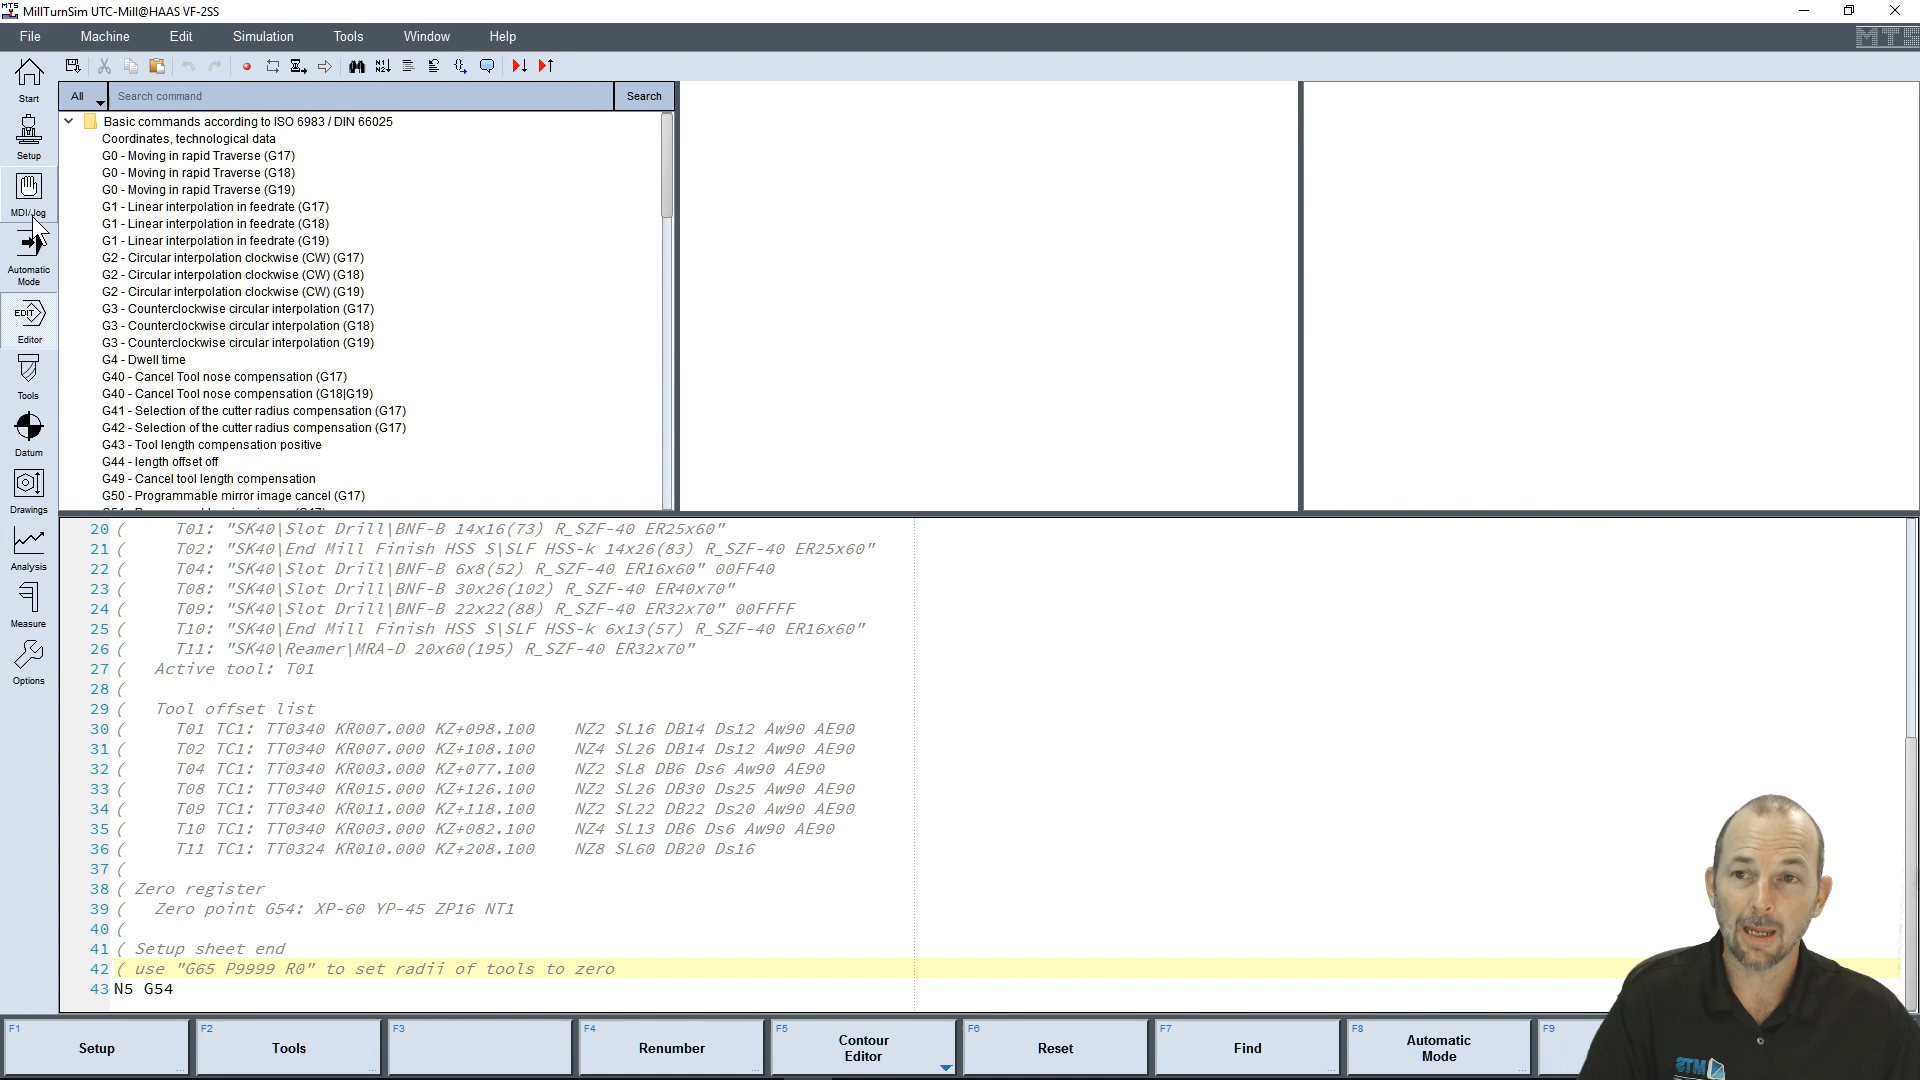 MTS MillTurnSim UTC-Mill@HAAS VF-2SS
File Machine Edit Simulation Tools Window Help
MTS
Start
Setup
MDI/Jog
Automatic
Mode
EDIT
Editor
Tools
Datum
Drawings
Analysis
Measure
Options
All Search command Search
Basic commands according to ISO 6983 / DIN 66025
Coordinates, technological data
G0 - Moving in rapid Traverse (G17)
G0 - Moving in rapid Traverse (G18)
G0 - Moving in rapid Traverse (G19)
G1 - Linear interpolation in feedrate (G17)
G1 - Linear interpolation in feedrate (G18)
G1 - Linear interpolation in feedrate (G19)
G2 - Circular interpolation clockwise (CW) (G17)
G2 - Circular interpolation clockwise (CW) (G18)
G2 - Circular interpolation clockwise (CW) (G19)
G3 - Counterclockwise circular interpolation (G17)
G3 - Counterclockwise circular interpolation (G18)
G3 - Counterclockwise circular interpolation (G19)
G4 - Dwell time
G40 - Cancel Tool nose compensation (G17)
G40 - Cancel Tool nose compensation (G18|G19)
G41 - Selection of the cutter radius compensation (G17)
G42 - Selection of the cutter radius compensation (G17)
G43 - Tool length compensation positive
G44 - length offset off
G49 - Cancel tool length compensation
G50 - Programmable mirror image cancel (G17)
20 ( T01: "SK40\Slot Drill\BNF-B 14x16(73) R_SZF-40 ER25x60"
21 ( T02: "SK40\End Mill Finish HSS S\SLF HSS-k 14x26(83) R_SZF-40 ER25x60"
22 ( T04: "SK40\Slot Drill\BNF-B 6x8(52) R_SZF-40 ER16x60" 00FF40
23 ( T08: "SK40\Slot Drill\BNF-B 30x26(102) R_SZF-40 ER40x70"
24 ( T09: "SK40\Slot Drill\BNF-B 22x22(88) R_SZF-40 ER32x70" 00FFFF
25 ( T10: "SK40\End Mill Finish HSS S\SLF HSS-k 6x13(57) R_SZF-40 ER16x60"
26 ( T11: "SK40\Reamer\MRA-D 20x60(195) R_SZF-40 ER32x70"
27 ( Active tool: T01
28 (
29 ( Tool offset list
30 ( T01 TC1: TT0340 KR007.000 KZ+098.100 NZ2 SL16 DB14 Ds12 Aw90 AE90
31 ( T02 TC1: TT0340 KR007.000 KZ+108.100 NZ4 SL26 DB14 Ds12 Aw90 AE90
32 ( T04 TC1: TT0340 KR003.000 KZ+077.100 NZ2 SL8 DB6 Ds6 Aw90 AE90
33 ( T08 TC1: TT0340 KR015.000 KZ+126.100 NZ2 SL26 DB30 Ds25 Aw90 AE90
34 ( T09 TC1: TT0340 KR011.000 KZ+118.100 NZ2 SL22 DB22 Ds20 Aw90 AE90
35 ( T10 TC1: TT0340 KR003.000 KZ+082.100 NZ4 SL13 DB6 Ds6 Aw90 AE90
36 ( T11 TC1: TT0324 KR010.000 KZ+208.100 NZ8 SL60 DB20 Ds16
37 (
38 ( Zero register
39 ( Zero point G54: XP-60 YP-45 ZP16 NT1
40 (
41 ( Setup sheet end
42 ( use "G65 P9999 R0" to set radii of tools to zero
43 N5 G54
F1 Setup
F2 Tools
F3
F4 Renumber
F5 Contour Editor
F6 Reset
F7 Find
F8 Automatic Mode
F9
MTS